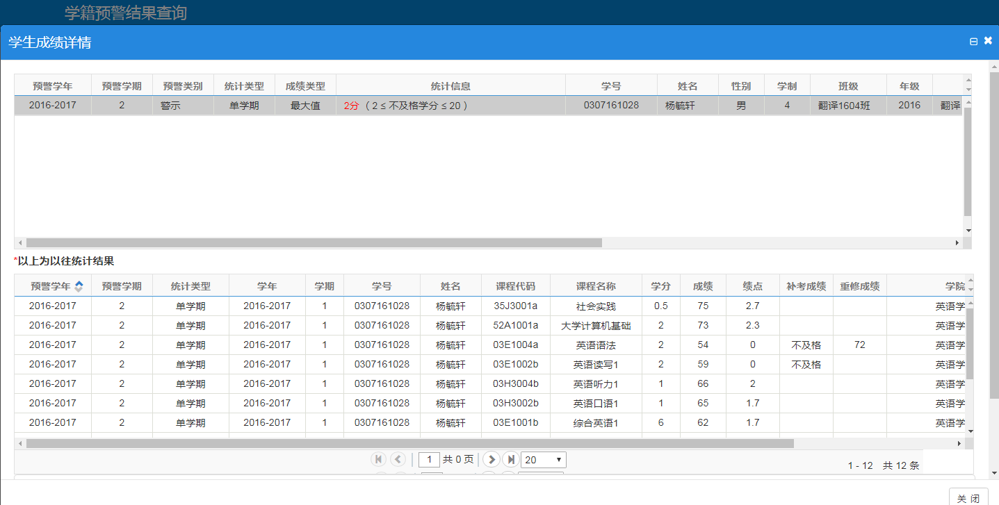 学籍预警结果查询
学生成绩详情
预警学年 预警学期 预警类别 统计类型 成绩类型 统计信息 学号 姓名 性别 学制 班级 年级
2016-2017 2 警示 单学期 最大值 2分 ( 2 ≤ 不及格学分 ≤ 20 ) 0307161028 杨毓轩 男 4 翻译1604班 2016 翻译
*以上为以往统计结果
预警学年 预警学期 统计类型 学年 学期 学号 姓名 课程代码 课程名称 学分 成绩 绩点 补考成绩 重修成绩 学院
2016-2017 2 单学期 2016-2017 1 0307161028 杨毓轩 35J3001a 社会实践 0.5 75 2.7 英语学
2016-2017 2 单学期 2016-2017 1 0307161028 杨毓轩 52A1001a 大学计算机基础 2 73 2.3 英语学
2016-2017 2 单学期 2016-2017 1 0307161028 杨毓轩 03E1004a 英语语法 2 54 0 不及格 72 英语学
2016-2017 2 单学期 2016-2017 1 0307161028 杨毓轩 03E1002b 英语读写1 2 59 0 不及格 英语学
2016-2017 2 单学期 2016-2017 1 0307161028 杨毓轩 03H3004b 英语听力1 1 66 2 英语学
2016-2017 2 单学期 2016-2017 1 0307161028 杨毓轩 03H3002b 英语口语1 1 65 1.7 英语学
2016-2017 2 单学期 2016-2017 1 0307161028 杨毓轩 03E1001b 综合英语1 6 62 1.7 英语学
1 共 0 页 20
1 - 12 共 12 条
关 闭